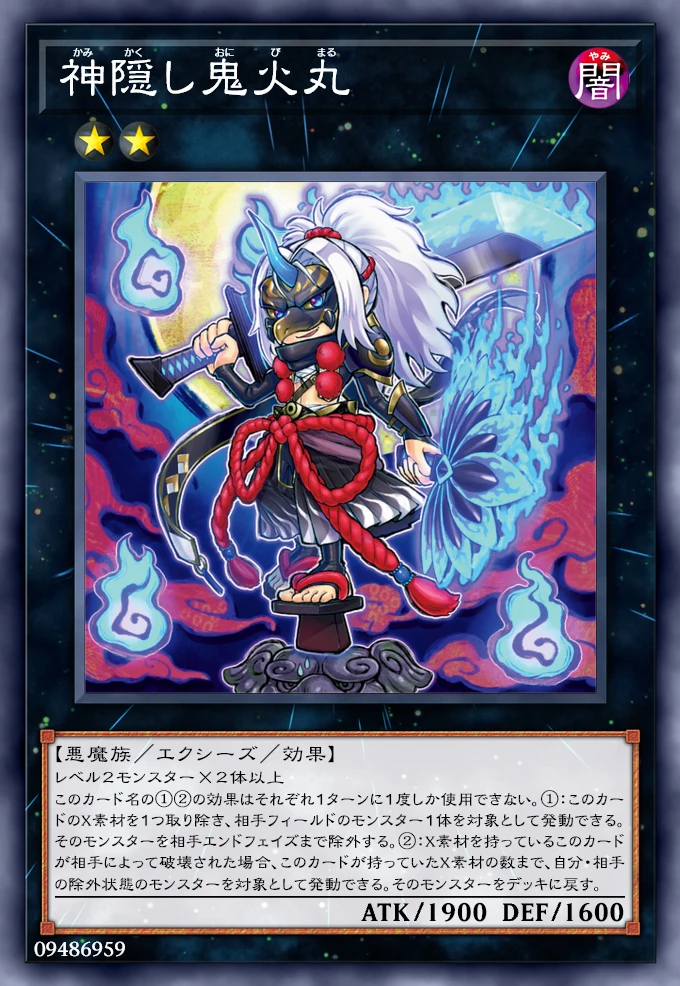 かみ かく おに び まる
神隠し鬼火丸
やみ
闇
【悪魔族／エクシーズ／効果】
レベル2モンスター×2体以上
このカード名の①②の効果はそれぞれ1ターンに1度しか使用できない。①：このカー
ドのX素材を1つ取り除き、相手フィールドのモンスター1体を対象として発動できる。
そのモンスターを相手エンドフェイズまで除外する。②：X素材を持っているこのカード
が相手によって破壊された場合、このカードが持っていたX素材の数まで、自分・相手
の除外状態のモンスターを対象として発動できる。そのモンスターをデッキに戻す。
ATK/1900 DEF/1600
09486959